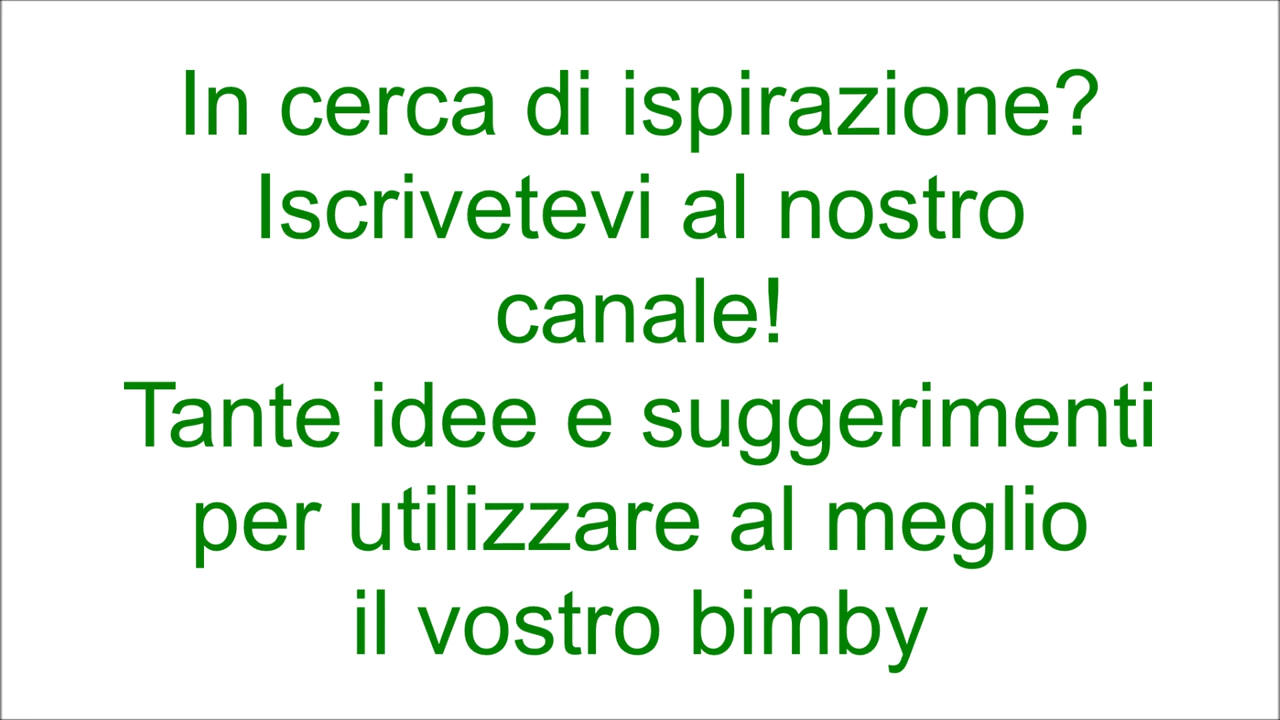 In cerca di ispirazione?
Iscrivetevi al nostro
canale!
Tante idee e suggerimenti
per utilizzare al meglio
il vostro bimby